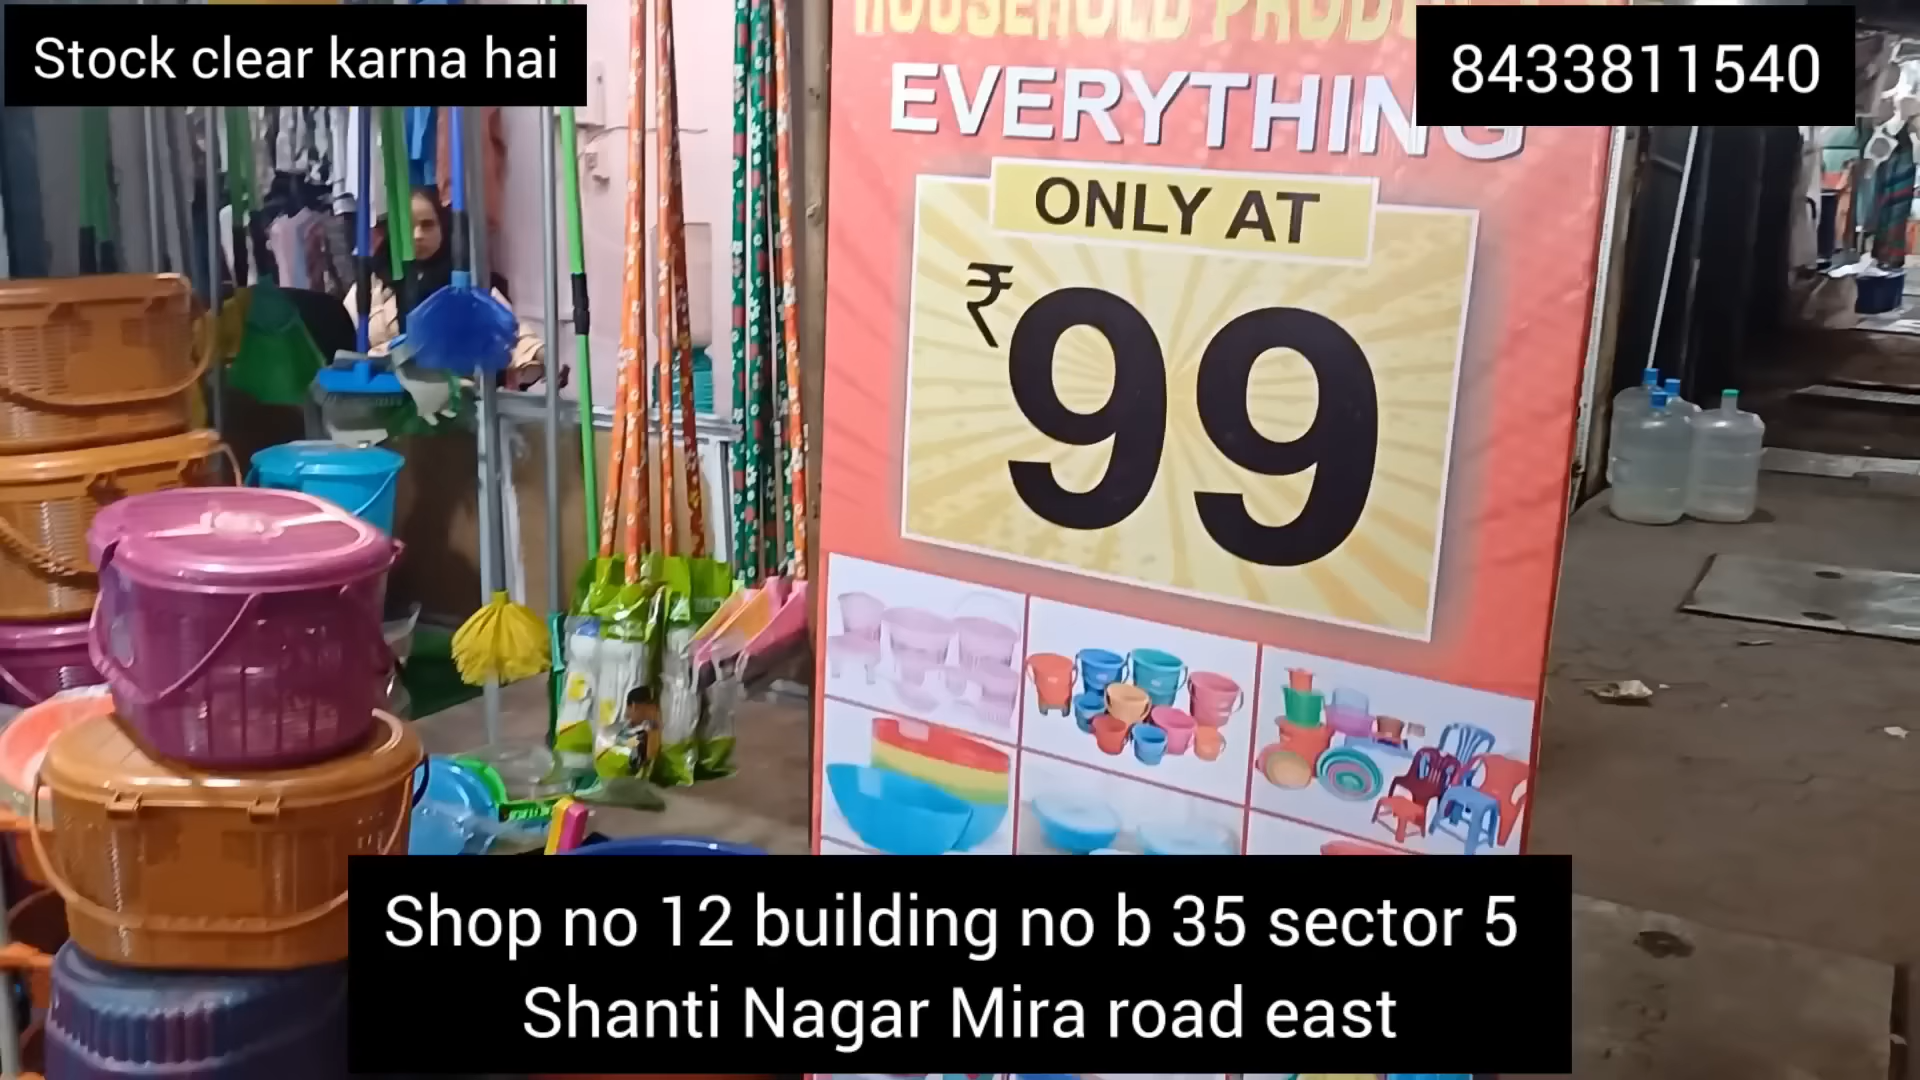 Stock clear karna hai
8433811540
HOUSEHOLD
EVERYTHING
ONLY AT
₹99
Shop no 12 building no b 35 sector 5
Shanti Nagar Mira road east